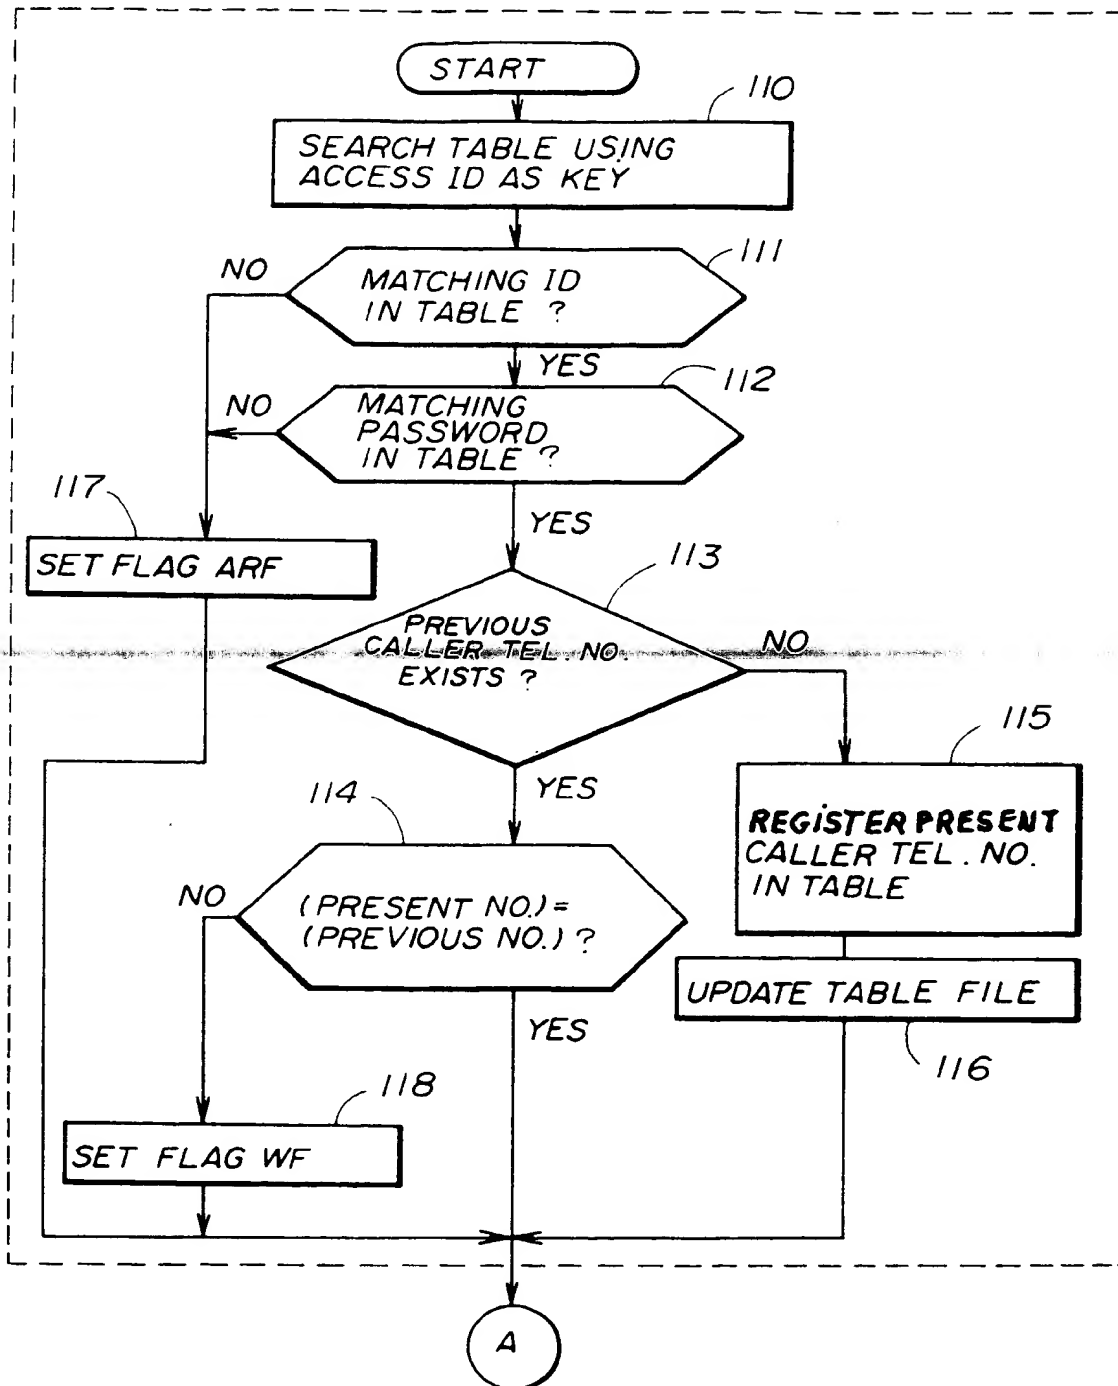 START
110
SEARCH TABLE USING
ACCESS ID AS KEY
111
NO
MATCHING ID
IN TABLE ?
YES
112
NO
MATCHING
PASSWORD
IN TABLE ?
117
YES
SET FLAG ARF
113
PREVIOUS
CALLER TEL. NO.
EXISTS ?
NO
115
YES
114
REGISTER PRESENT
CALLER TEL. NO.
IN TABLE
NO
(PRESENT NO.) =
(PREVIOUS NO.) ?
UPDATE TABLE FILE
YES
116
118
SET FLAG WF
A